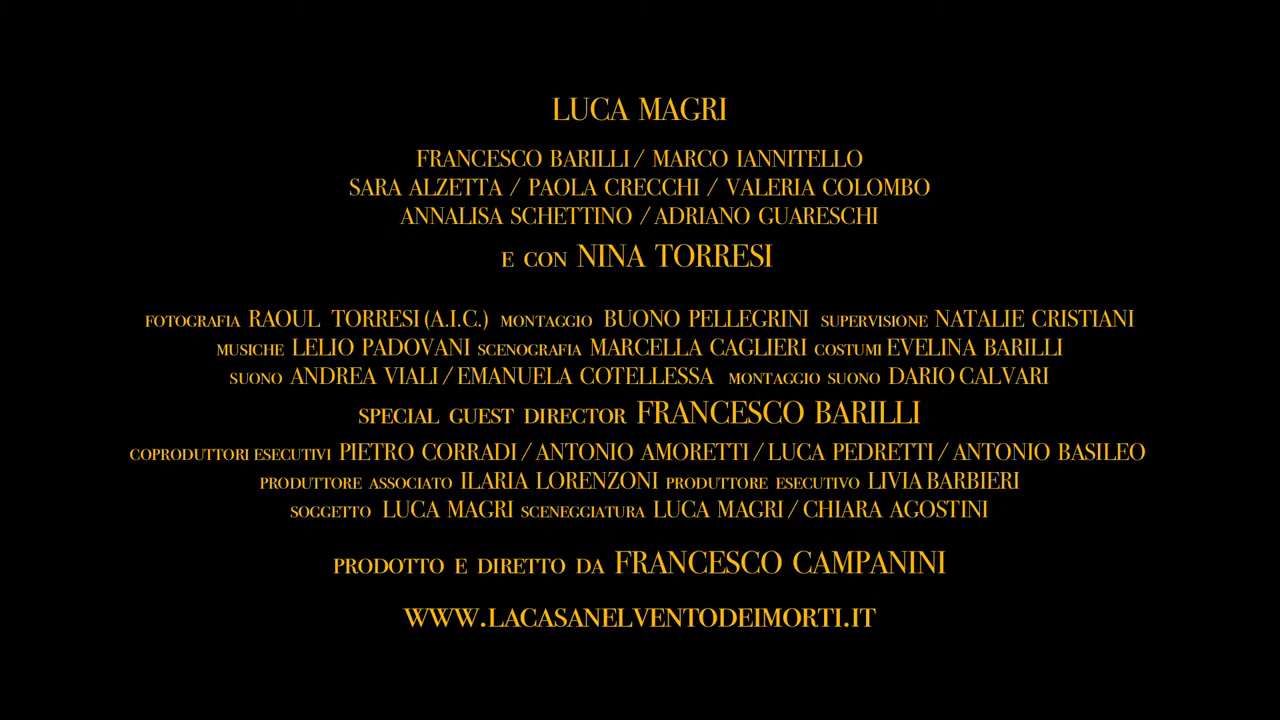 LUCA MAGRI
FRANCESCO BARILLI / MARCO IANNITELLO
SARA ALZETTA / PAOLA CRECCHI / VALERIA COLOMBO
ANNALISA SCHETTINO / ADRIANO GUARESCHI
E CON NINA TORRESI
FOTOGRAFIA RAOUL TORRESI (A.I.C.) MONTAGGIO BUONO PELLEGRINI SUPERVISIONE NATALIE CRISTIANI
MUSICHE LELIO PADOVANI SCENOGRAFIA MARCELLA CAGLIERI COSTUMI EVELINA BARILLI
SUONO ANDREA VIALI / EMANUELA COTELLESSA MONTAGGIO SUONO DARIO CALVARI
SPECIAL GUEST DIRECTOR FRANCESCO BARILLI
COPRODUTTORI ESECUTIVI PIETRO CORRADI / ANTONIO AMORETTI / LUCA PEDRETTI / ANTONIO BASILEO
PRODUTTORE ASSOCIATO ILARIA LORENZONI PRODUTTORE ESECUTIVO LIVIA BARBIERI
SOGGETTO LUCA MAGRI SCENEGGIATURA LUCA MAGRI / CHIARA AGOSTINI
PRODOTTO E DIRETTO DA FRANCESCO CAMPANINI
WWW.LACASANELVENTODEIMORTI.IT